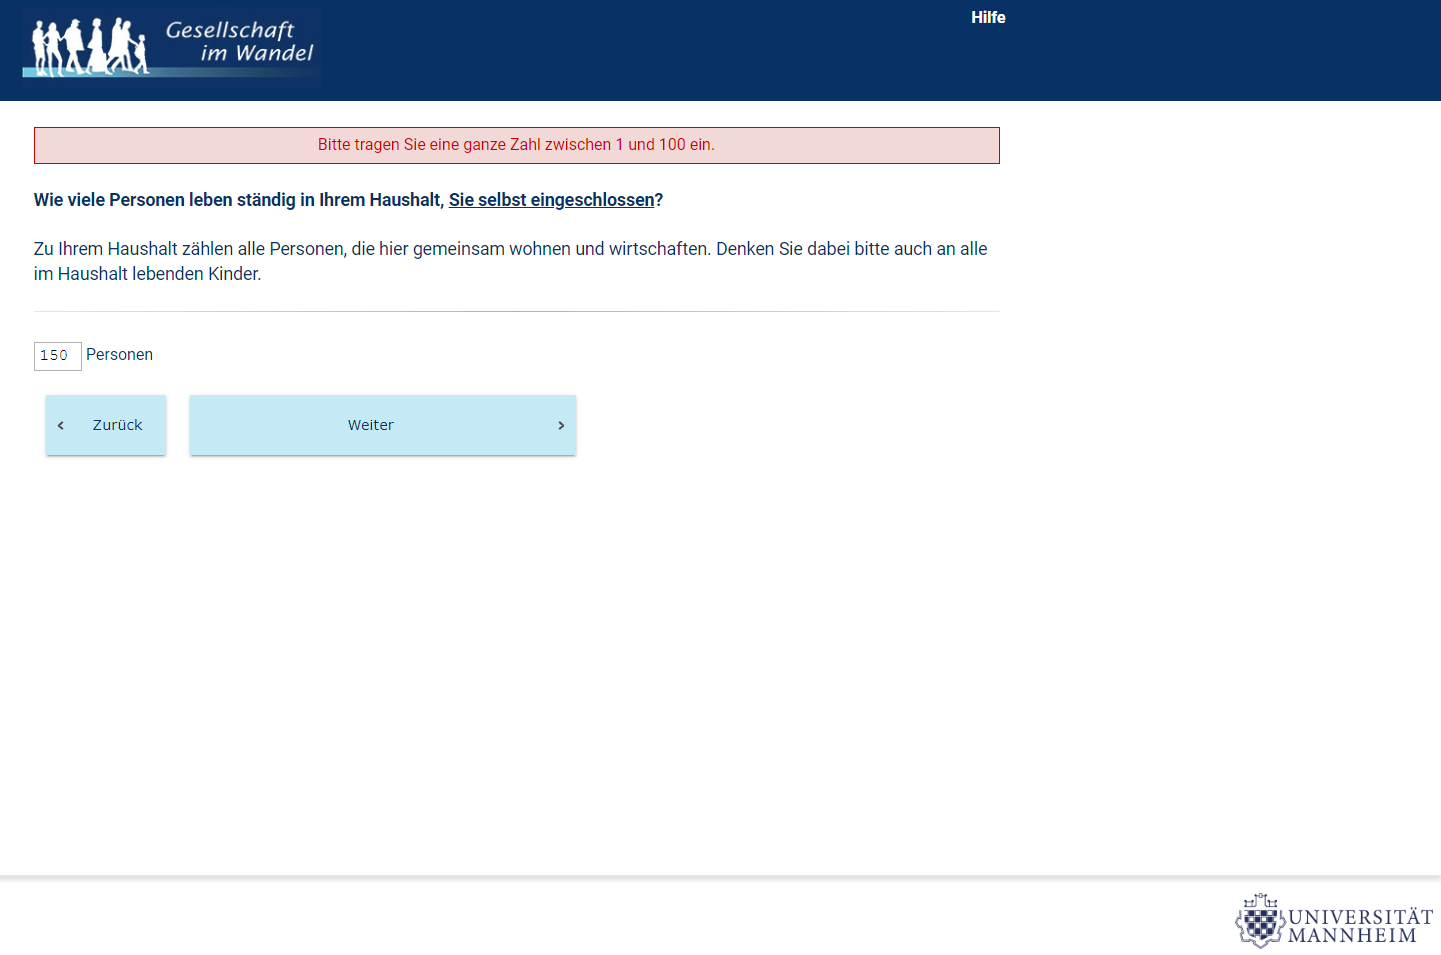 Gesellschaft
im Wandel
Hilfe
Bitte tragen Sie eine ganze Zahl zwischen 1 und 100 ein.
Wie viele Personen leben ständig in Ihrem Haushalt, Sie selbst eingeschlossen?
Zu Ihrem Haushalt zählen alle Personen, die hier gemeinsam wohnen und wirtschaften. Denken Sie dabei bitte auch an alle
im Haushalt lebenden Kinder.
150 Personen
Zurück
Weiter
UNIVERSITÄT
MANNHEIM